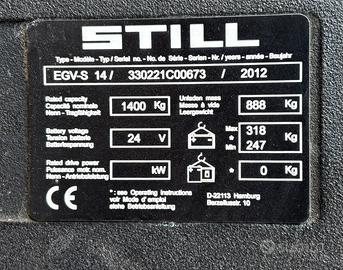 STILL
Type - Modèle - Typ / Serial no. - No de Série - Serien - Nr. / years - année - Baujahr
EGV-S 14 / 330221C00673 / 2012
Rated capacity
Capacité nominale
Nenn - Tragfähigkeit
1400 Kg
Unladen mass
Masse à vide
Leergewicht
888 Kg
Battery voltage
Tension batterie
Batteriespannung
24 V
Max 318 Kg
* *
Min 247
Rated drive power
Puissance motr. nom.
Nenn - Antriebsleistung
kW
* 0 Kg
CE
* : see Operating instructions
voir Mode d'emploi
siehe Betriebsanleitung
D-22113 Hamburg
Berzeliusstr. 10
subito